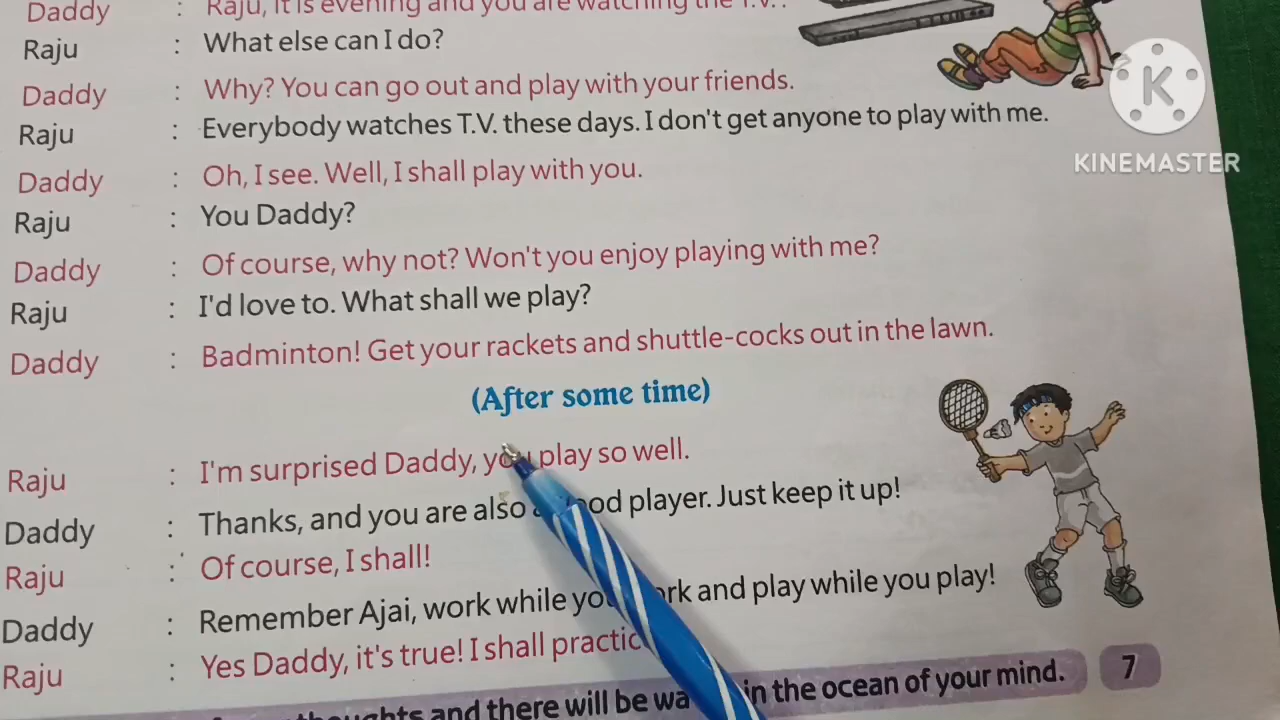 Daddy : Raju, it is evening and you are watching the T.V..
Raju : What else can I do?
Daddy : Why? You can go out and play with your friends.
Raju : Everybody watches T.V. these days. I don't get anyone to play with me.
Daddy : Oh, I see. Well, I shall play with you.
Raju : You Daddy?
Daddy : Of course, why not? Won't you enjoy playing with me?
Raju : I'd love to. What shall we play?
Daddy : Badminton! Get your rackets and shuttle-cocks out in the lawn.
(After some time)
Raju : I'm surprised Daddy, you play so well.
Daddy : Thanks, and you are also good player. Just keep it up!
Raju : Of course, I shall!
Daddy : Remember Ajai, work while you work and play while you play!
Raju : Yes Daddy, it's true! I shall
thoughts and there will be in the ocean of your mind. 7
K
KINEMASTER